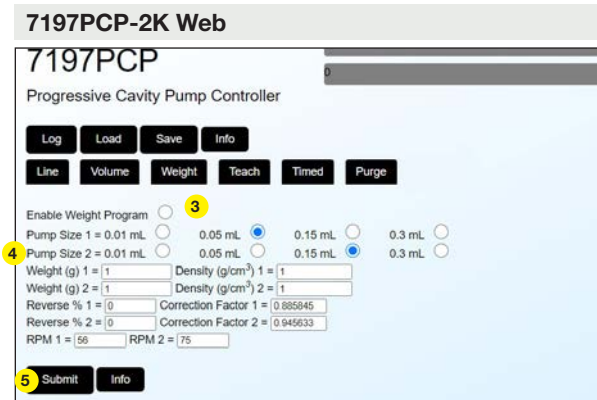 7197PCP-2K Web
7197PCP
0
Progressive Cavity Pump Controller
Log Load Save Info
Line Volume Weight Teach Timed Purge
Enable Weight Program 3
Pump Size 1 = 0.01 mL 0.05 mL 0.15 mL 0.3 mL
4 Pump Size 2 = 0.01 mL 0.05 mL 0.15 mL 0.3 mL
Weight (g) 1 = 1 Density (g/cm³) 1 = 1
Weight (g) 2 = 1 Density (g/cm³) 2 = 1
Reverse % 1 = 0 Correction Factor 1 = 0.885845
Reverse % 2 = 0 Correction Factor 2 = 0.945633
RPM 1 = 56 RPM 2 = 75
5 Submit Info